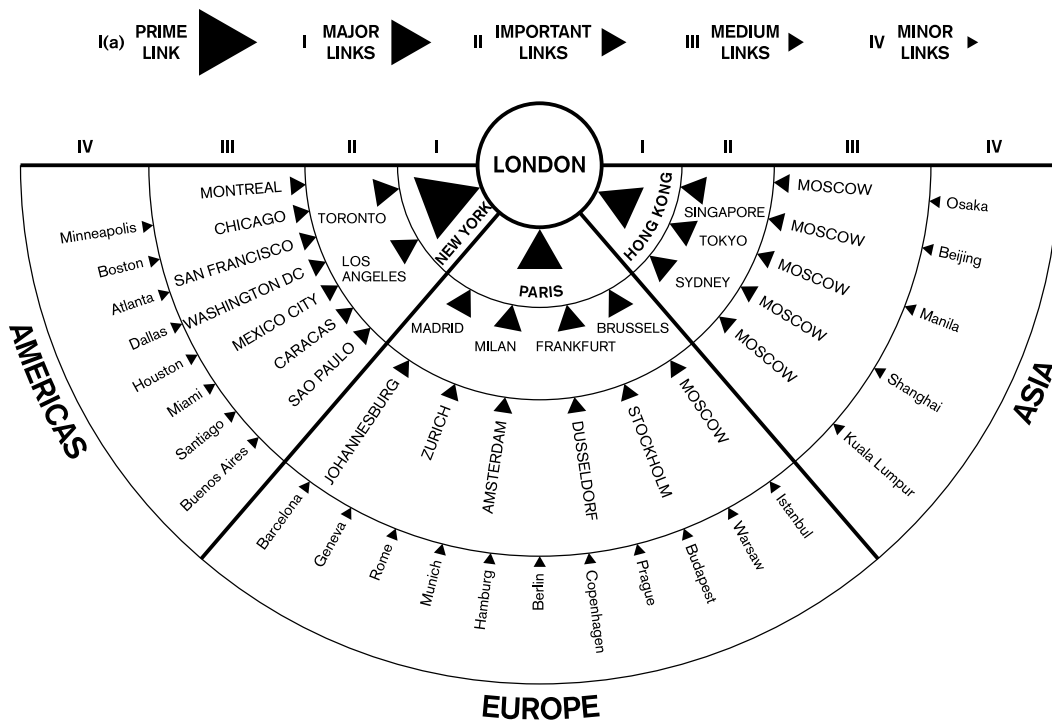 I(a) PRIME
LINK
I MAJOR
LINKS
II IMPORTANT
LINKS
III MEDIUM
LINKS
IV MINOR
LINKS
IV
III
II
I
LONDON
I
II
III
IV
MONTREAL
CHICAGO
SAN FRANCISCO
WASHINGTON DC
MEXICO CITY
CARACAS
SAO PAULO
TORONTO
LOS
ANGELES
NEW YORK
Minneapolis
Boston
Atlanta
Dallas
Houston
Miami
Santiago
Buenos Aires
AMERICAS
PARIS
MADRID
MILAN
FRANKFURT
BRUSSELS
JOHANNESBURG
ZURICH
AMSTERDAM
DUSSELDORF
STOCKHOLM
MOSCOW
Barcelona
Geneva
Rome
Munich
Hamburg
Berlin
Copenhagen
Prague
Budapest
Warsaw
Istanbul
EUROPE
HONG KONG
SINGAPORE
TOKYO
SYDNEY
MOSCOW
MOSCOW
MOSCOW
MOSCOW
MOSCOW
Osaka
Beijing
Manila
Shanghai
Kuala Lumpur
ASIA